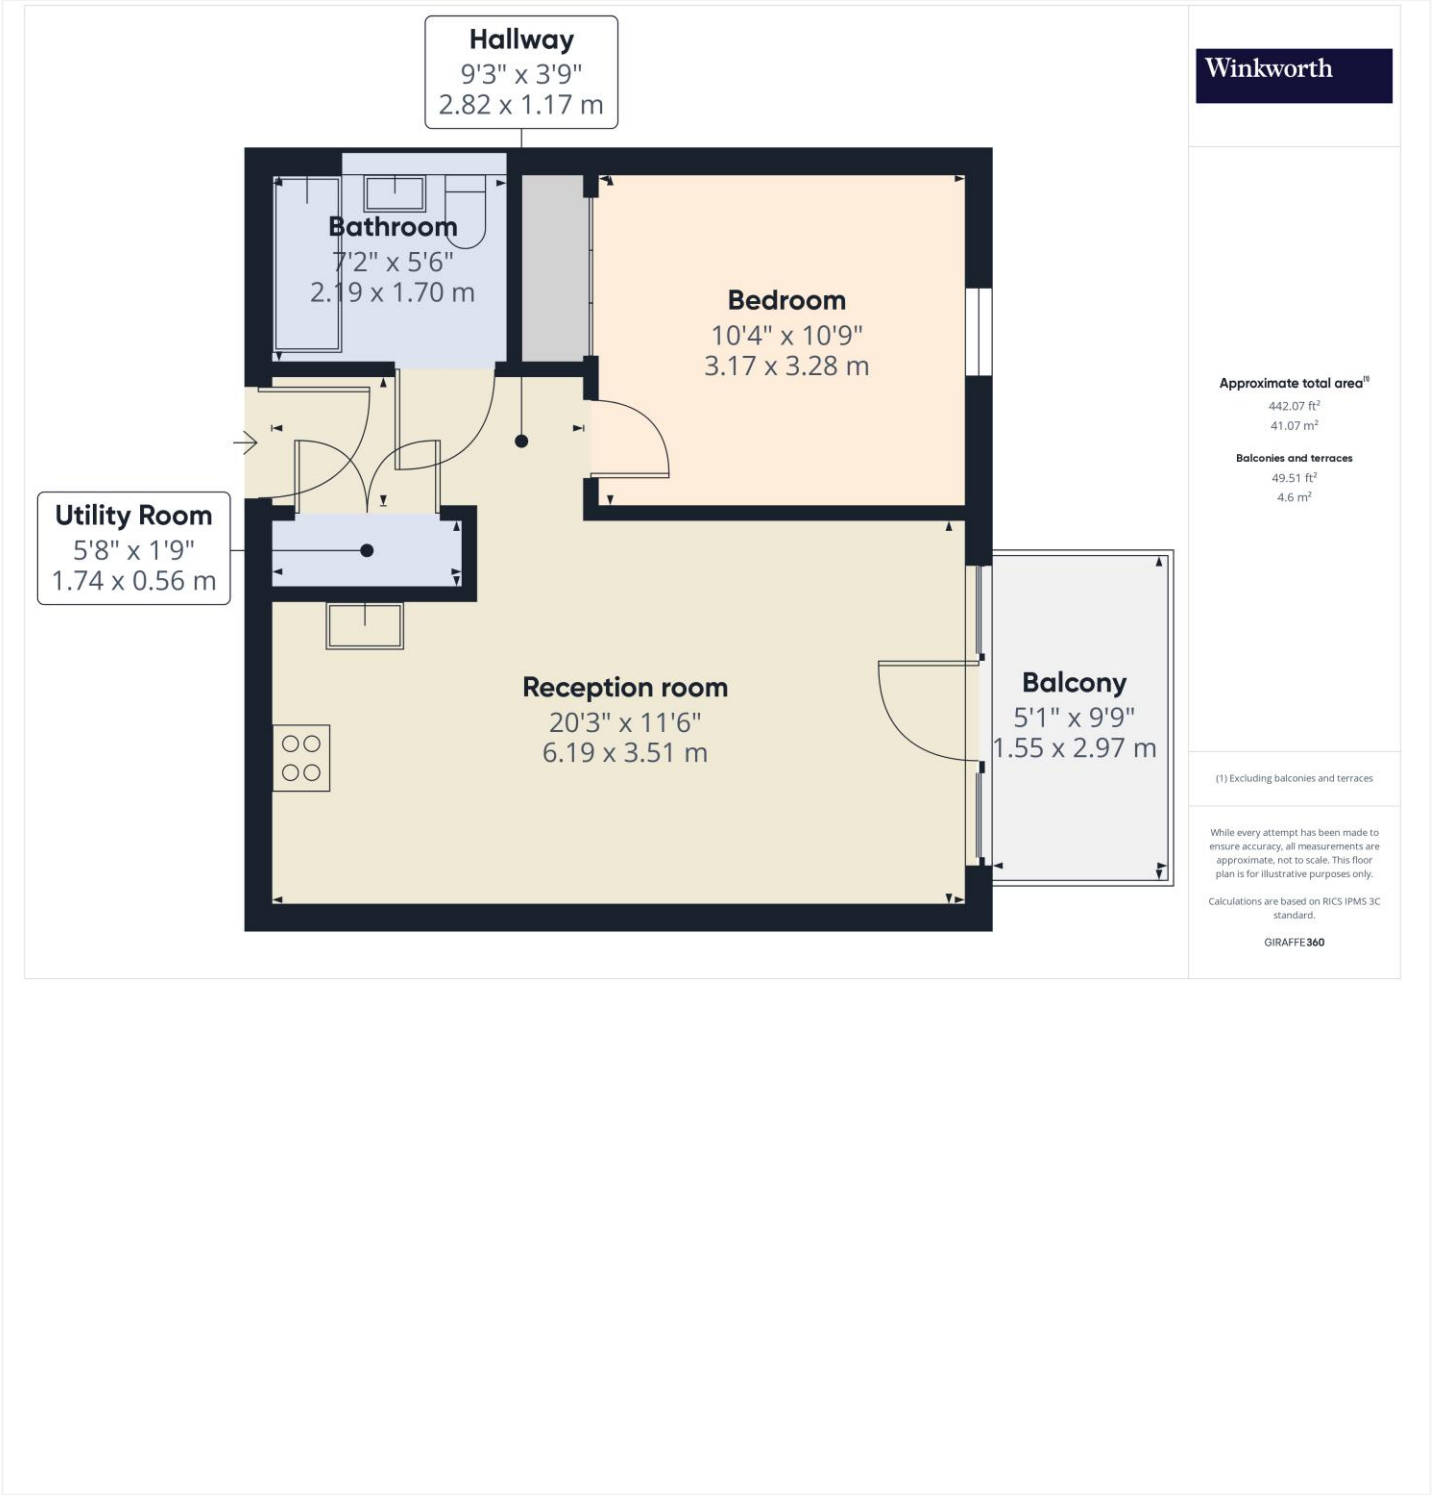 Hallway
9'3" x 3'9"
2.82 x 1.17 m
Winkworth
Bathroom
7'2" x 5'6"
2.19 x 1.70 m
Bedroom
10'4" x 10'9"
3.17 x 3.28 m
Utility Room
5'8" x 1'9"
1.74 x 0.56 m
Reception room
20'3" x 11'6"
6.19 x 3.51 m
Balcony
5'1" x 9'9"
1.55 x 2.97 m
Approximate total area(1)
442.07 ft²
41.07 m²
Balconies and terraces
49.51 ft²
4.6 m²
(1) Excluding balconies and terraces
While every attempt has been made to
ensure accuracy, all measurements are
approximate, not to scale. This floor
plan is for illustrative purposes only.
Calculations are based on RICS IPMS 3C
standard.
GIRAFFE360